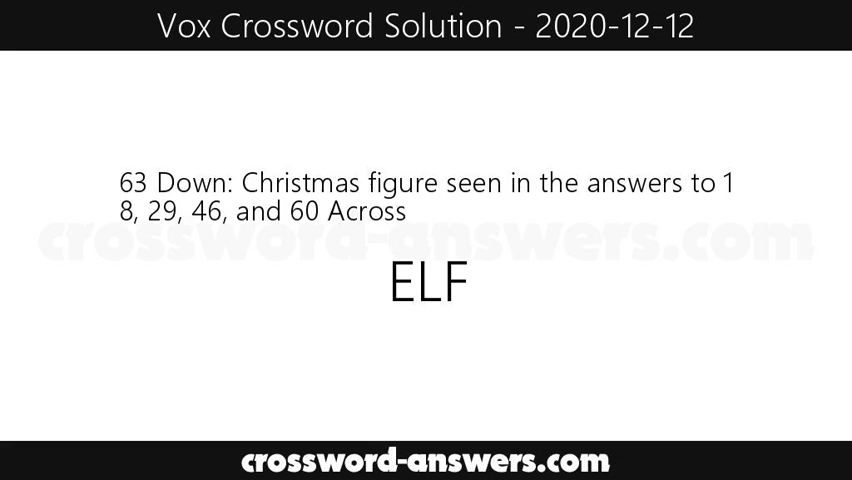 Vox Crossword Solution - 2020-12-12
63 Down: Christmas figure seen in the answers to 1
8, 29, 46, and 60 Across
crossword-answers.com
ELF
crossword-answers.com